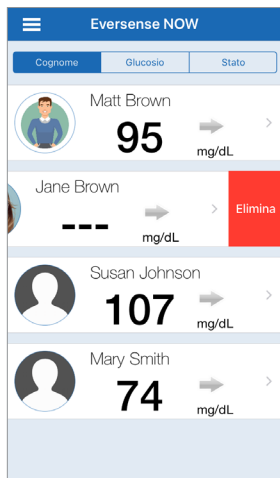 Eversense NOW
Cognome Glucosio Stato
Matt Brown
95
mg/dL
Jane Brown
---
mg/dL
Elimina
Susan Johnson
107
mg/dL
Mary Smith
74
mg/dL